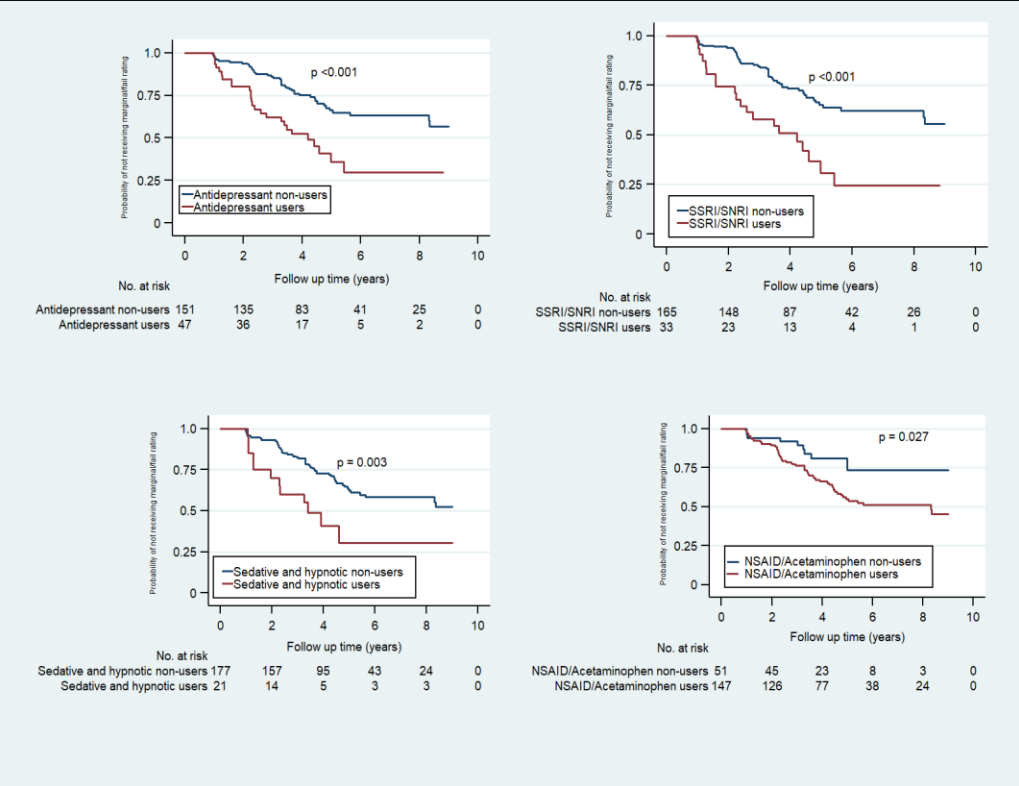 Probability of not receiving marginal/fail rating
1.0
0.75
0.5
0.25
0
p <0.001
Antidepressant non-users
Antidepressant users
0 2 4 6 8 10
Follow up time (years)
No. at risk
Antidepressant non-users 151 135 83 41 25 0
Antidepressant users 47 36 17 5 2 0
Probability of not receiving marginal/fail rating
1.0
0.75
0.5
0.25
0
p <0.001
SSRI/SNRI non-users
SSRI/SNRI users
0 2 4 6 8 10
Follow up time (years)
No. at risk
SSRI/SNRI non-users 165 148 87 42 26 0
SSRI/SNRI users 33 23 13 4 1 0
Probability of not receiving marginal/fail rating
1.0
0.75
0.5
0.25
0
p = 0.003
Sedative and hypnotic non-users
Sedative and hypnotic users
0 2 4 6 8 10
Follow up time (years)
No. at risk
Sedative and hypnotic non-users 177 157 95 43 24 0
Sedative and hypnotic users 21 14 5 3 3 0
Probability of not receiving marginal/fail rating
1.0
0.75
0.5
0.25
0
p = 0.027
NSAID/Acetaminophen non-users
NSAID/Acetaminophen users
0 2 4 6 8 10
Follow up time (years)
No. at risk
NSAID/Acetaminophen non-users 51 45 23 8 3 0
NSAID/Acetaminophen users 147 126 77 38 24 0